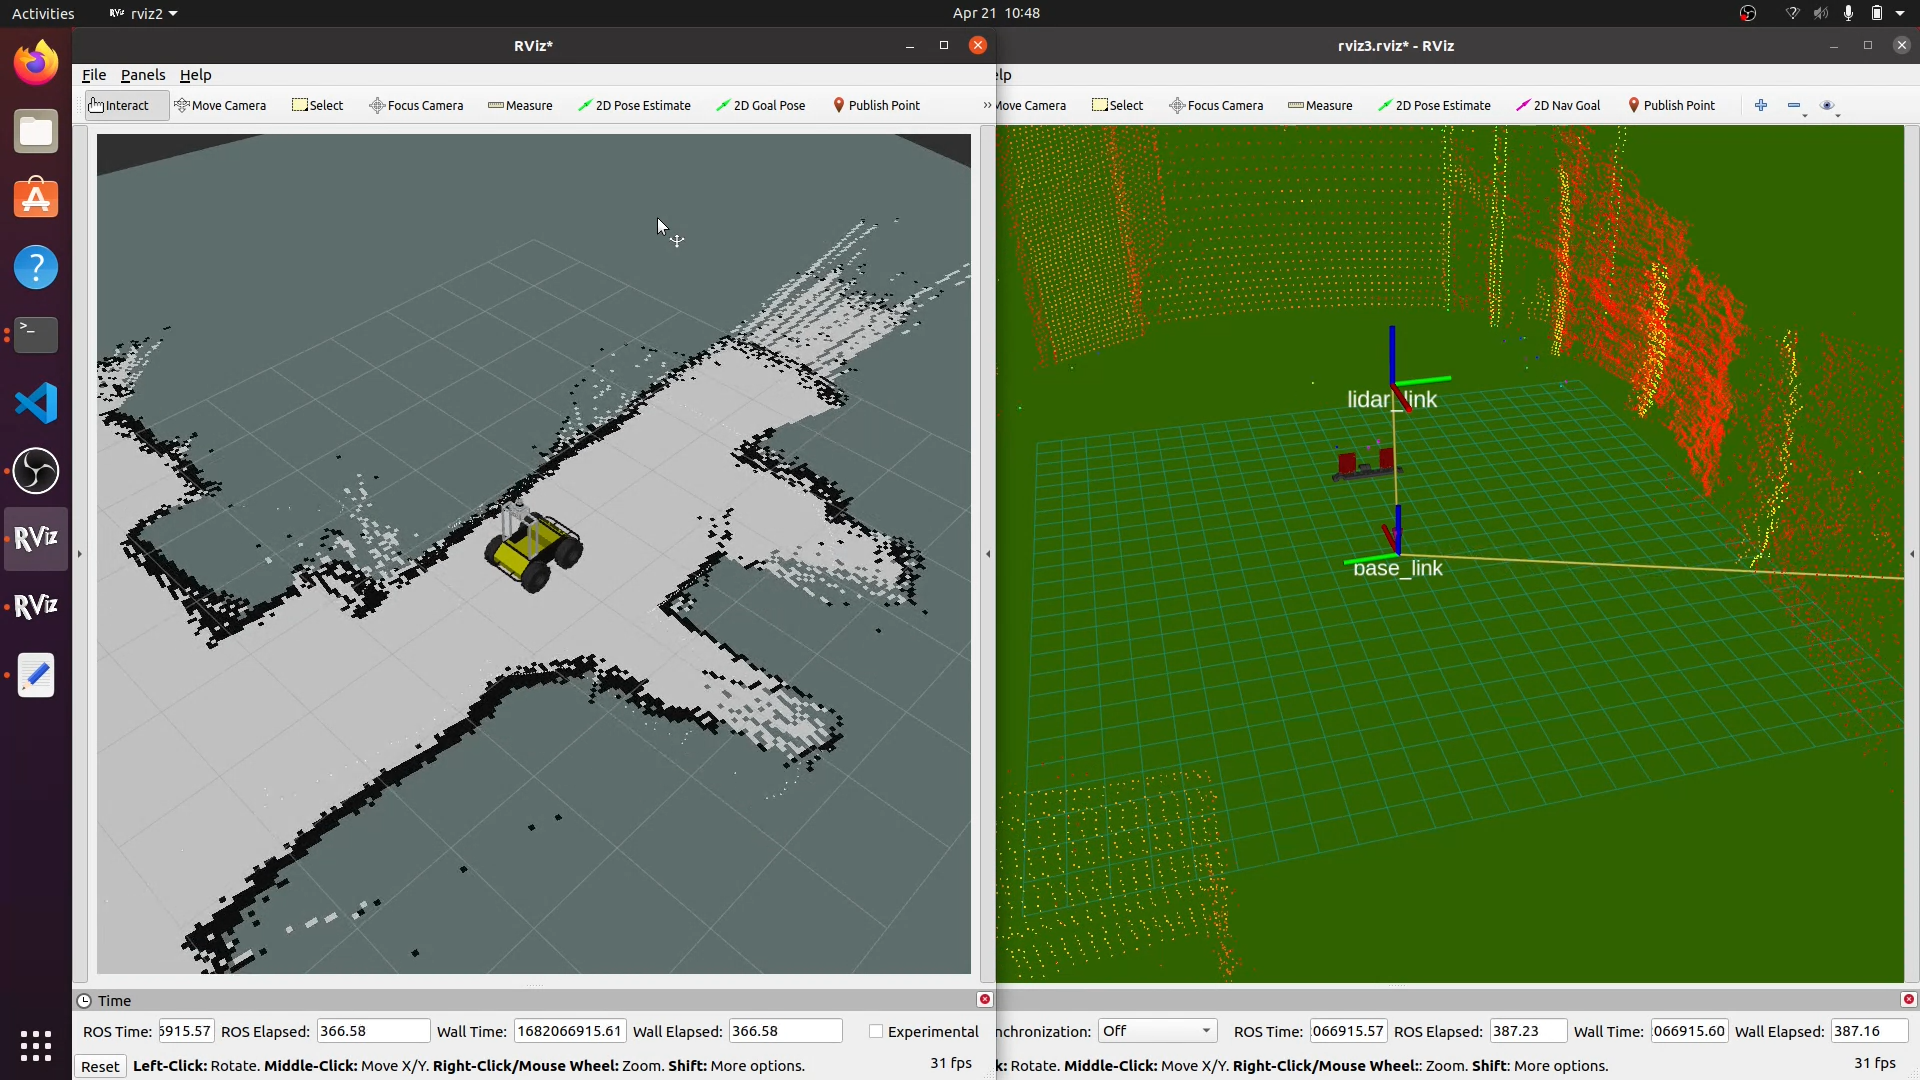 Activities
rviz2
Apr 21 10:48
RViz*
rviz3.rviz* - RViz
File Panels Help
elp
Interact Move Camera Select Focus Camera Measure 2D Pose Estimate 2D Goal Pose Publish Point »
Move Camera Select Focus Camera Measure 2D Pose Estimate 2D Nav Goal Publish Point
lidar_link
base_link
RViz
RViz
Time
ROS Time: 6915.57 ROS Elapsed: 366.58 Wall Time: 1682066915.61 Wall Elapsed: 366.58 Experimental
nchronization: Off ROS Time: 066915.57 ROS Elapsed: 387.23 Wall Time: 066915.60 Wall Elapsed: 387.16
Reset Left-Click: Rotate. Middle-Click: Move X/Y. Right-Click/Mouse Wheel: Zoom. Shift: More options. 31 fps
k: Rotate. Middle-Click: Move X/Y. Right-Click/Mouse Wheel:: Zoom. Shift: More options. 31 fps